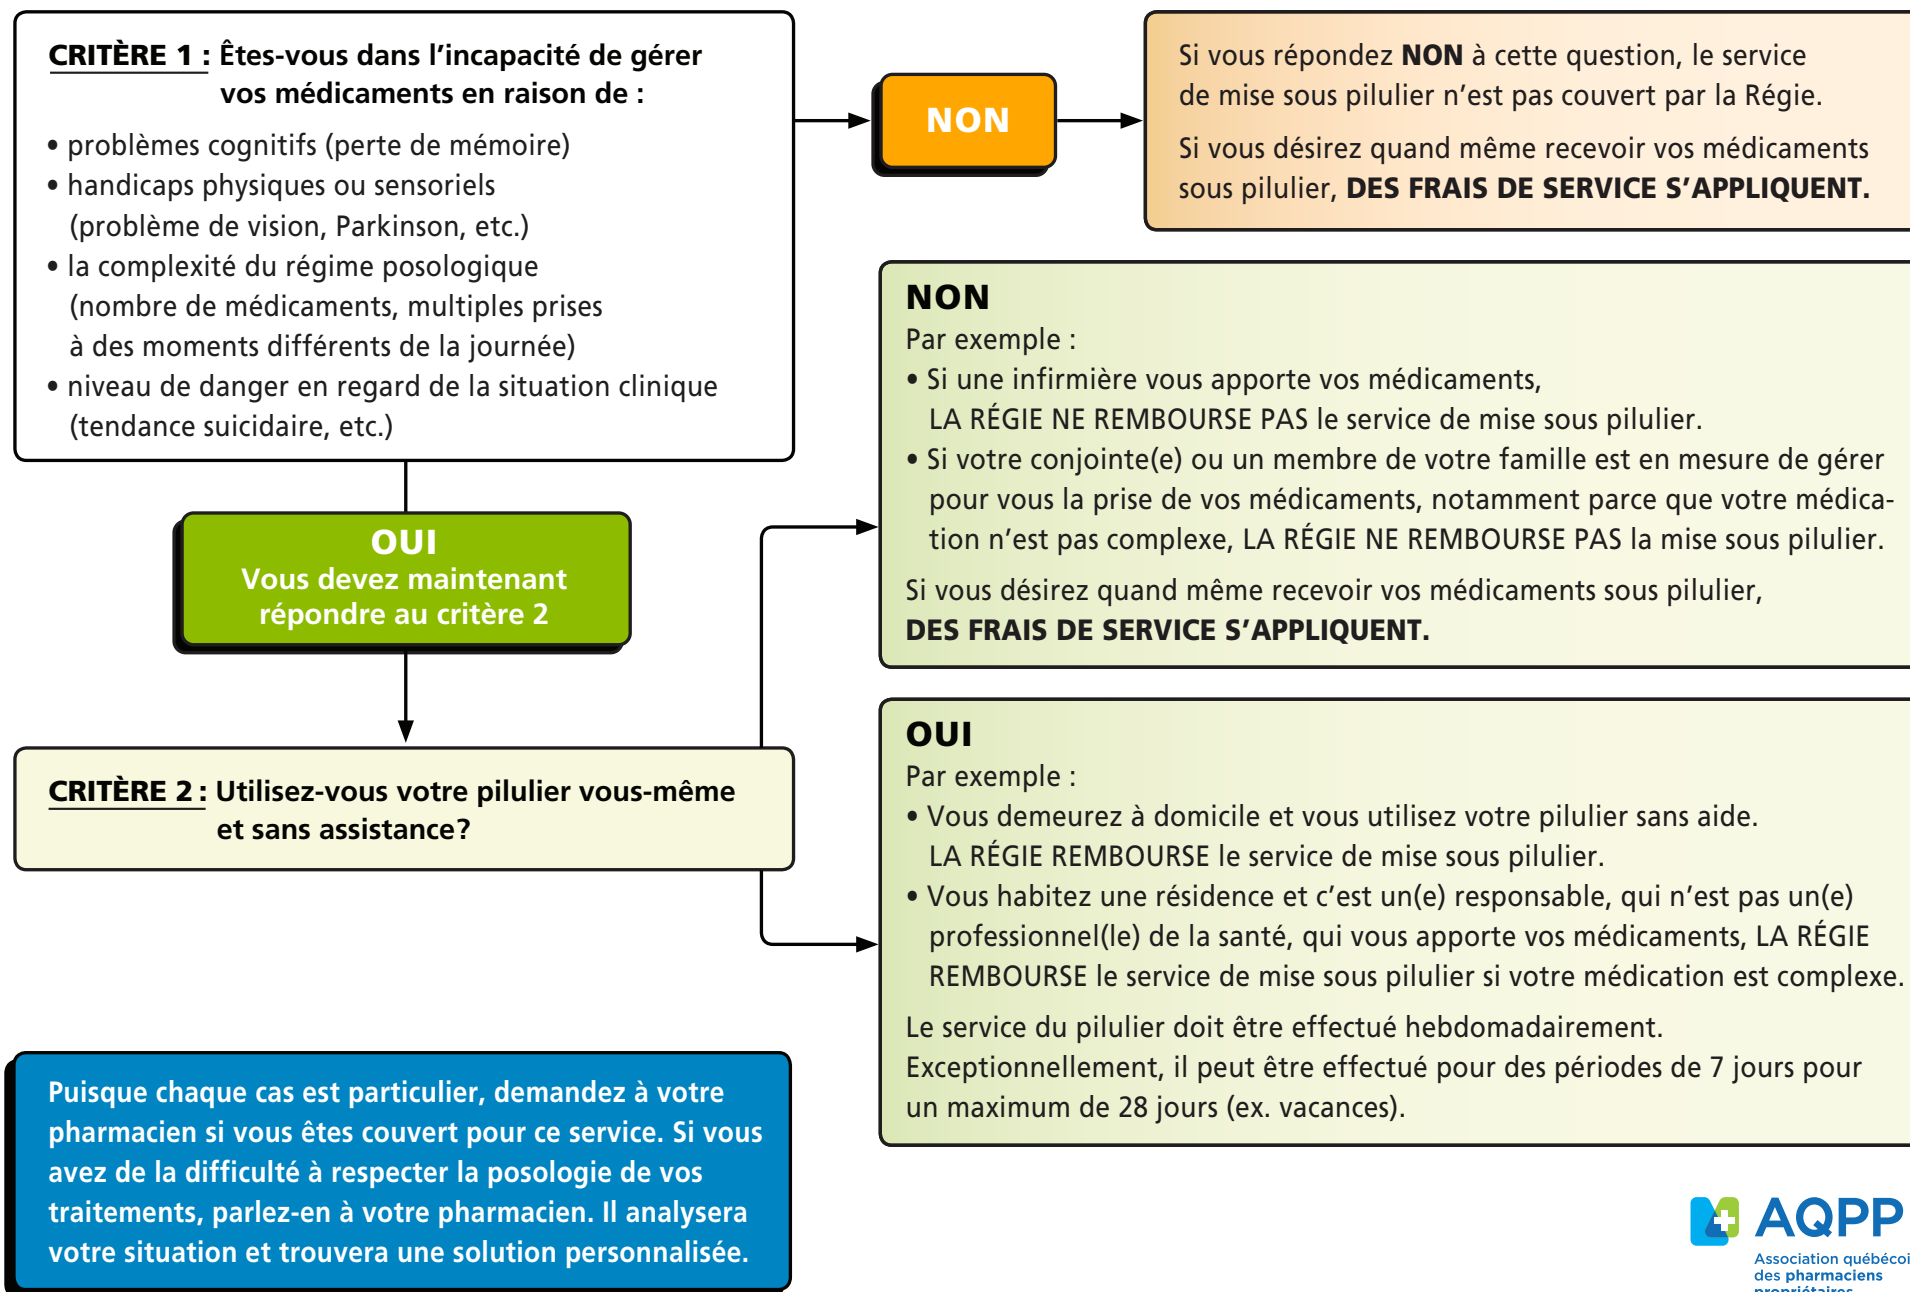 CRITÈRE 1 : Êtes-vous dans l'incapacité de gérer
vos médicaments en raison de :
• problèmes cognitifs (perte de mémoire)
• handicaps physiques ou sensoriels
(problème de vision, Parkinson, etc.)
• la complexité du régime posologique
(nombre de médicaments, multiples prises
à des moments différents de la journée)
• niveau de danger en regard de la situation clinique
(tendance suicidaire, etc.)
NON
Si vous répondez NON à cette question, le service
de mise sous pilulier n'est pas couvert par la Régie.
Si vous désirez quand même recevoir vos médicaments
sous pilulier, DES FRAIS DE SERVICE S'APPLIQUENT.
OUI
Vous devez maintenant
répondre au critère 2
CRITÈRE 2 : Utilisez-vous votre pilulier vous-même
et sans assistance?
NON
Par exemple :
• Si une infirmière vous apporte vos médicaments,
LA RÉGIE NE REMBOURSE PAS le service de mise sous pilulier.
• Si votre conjointe(e) ou un membre de votre famille est en mesure de gérer
pour vous la prise de vos médicaments, notamment parce que votre médica-
tion n'est pas complexe, LA RÉGIE NE REMBOURSE PAS la mise sous pilulier.
Si vous désirez quand même recevoir vos médicaments sous pilulier,
DES FRAIS DE SERVICE S'APPLIQUENT.
OUI
Par exemple :
• Vous demeurez à domicile et vous utilisez votre pilulier sans aide.
LA RÉGIE REMBOURSE le service de mise sous pilulier.
• Vous habitez une résidence et c'est un(e) responsable, qui n'est pas un(e)
professionnel(le) de la santé, qui vous apporte vos médicaments, LA RÉGIE
REMBOURSE le service de mise sous pilulier si votre médication est complexe.
Le service du pilulier doit être effectué hebdomadairement.
Exceptionnellement, il peut être effectué pour des périodes de 7 jours pour
un maximum de 28 jours (ex. vacances).
Puisque chaque cas est particulier, demandez à votre
pharmacien si vous êtes couvert pour ce service. Si vous
avez de la difficulté à respecter la posologie de vos
traitements, parlez-en à votre pharmacien. Il analysera
votre situation et trouvera une solution personnalisée.
AQPP
Association québécoi
des pharmaciens
propriétaires